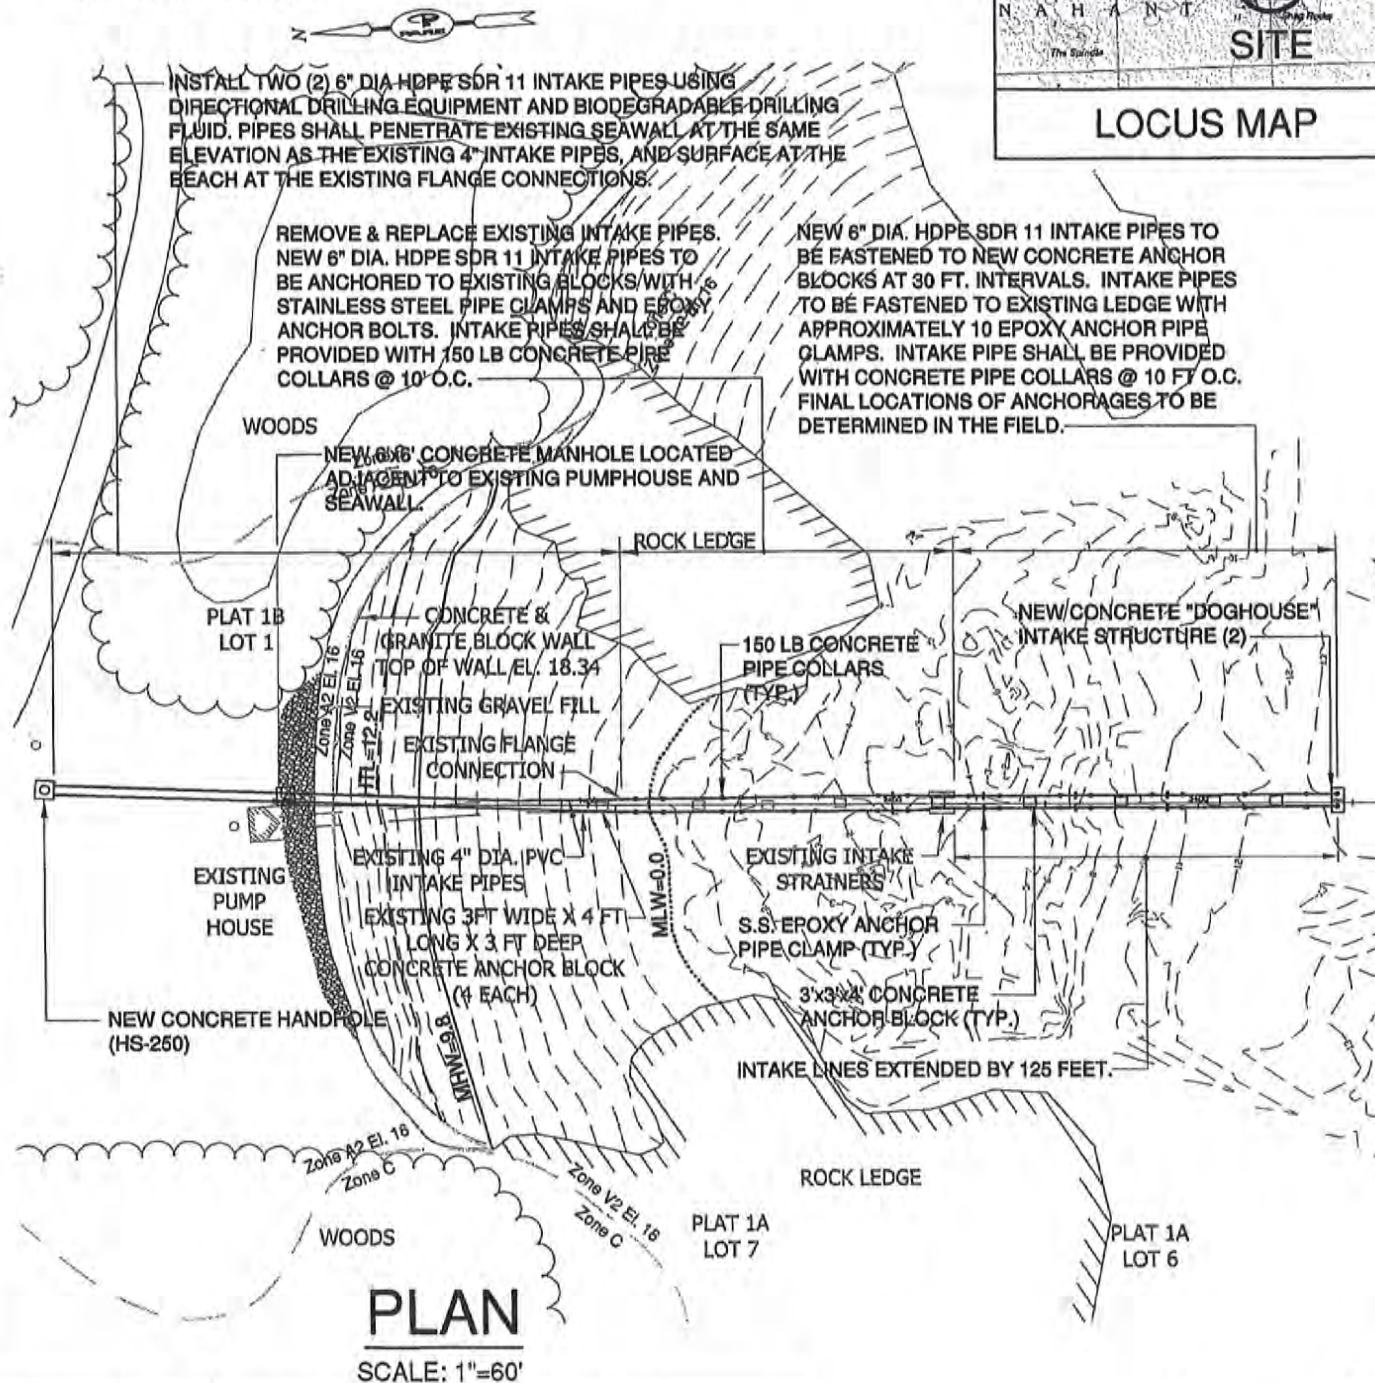 N
PARE
N A H A N T
The Spindle
Shag Rocks
SITE
LOCUS MAP
INSTALL TWO (2) 6" DIA HDPE SDR 11 INTAKE PIPES USING
DIRECTIONAL DRILLING EQUIPMENT AND BIODEGRADABLE DRILLING
FLUID. PIPES SHALL PENETRATE EXISTING SEAWALL AT THE SAME
ELEVATION AS THE EXISTING 4" INTAKE PIPES, AND SURFACE AT THE
BEACH AT THE EXISTING FLANGE CONNECTIONS.
REMOVE & REPLACE EXISTING INTAKE PIPES.
NEW 6" DIA. HDPE SDR 11 INTAKE PIPES TO
BE ANCHORED TO EXISTING BLOCKS WITH
STAINLESS STEEL PIPE CLAMPS AND EPOXY
ANCHOR BOLTS. INTAKE PIPES SHALL BE
PROVIDED WITH 150 LB CONCRETE PIPE
COLLARS @ 10' O.C.
NEW 6" DIA. HDPE SDR 11 INTAKE PIPES TO
BE FASTENED TO NEW CONCRETE ANCHOR
BLOCKS AT 30 FT. INTERVALS. INTAKE PIPES
TO BE FASTENED TO EXISTING LEDGE WITH
APPROXIMATELY 10 EPOXY ANCHOR PIPE
CLAMPS. INTAKE PIPE SHALL BE PROVIDED
WITH CONCRETE PIPE COLLARS @ 10 FT O.C.
FINAL LOCATIONS OF ANCHORAGES TO BE
DETERMINED IN THE FIELD.
WOODS
NEW 6'x6' CONCRETE MANHOLE LOCATED
ADJACENT TO EXISTING PUMPHOUSE AND
SEAWALL.
ROCK LEDGE
PLAT 1B
LOT 1
CONCRETE &
GRANITE BLOCK WALL
TOP OF WALL EL. 18.34
EXISTING GRAVEL FILL
EXISTING FLANGE
CONNECTION
Zone A2 El. 16
Zone V2 El. 16
HTL=12.2
150 LB CONCRETE
PIPE COLLARS
(TYP.)
NEW CONCRETE "DOGHOUSE"
INTAKE STRUCTURE (2)
EXISTING
PUMP
HOUSE
EXISTING 4" DIA. PVC
INTAKE PIPES
EXISTING 3FT WIDE X 4 FT
LONG X 3 FT DEEP
CONCRETE ANCHOR BLOCK
(4 EACH)
MLW=0.0
EXISTING INTAKE
STRAINERS
S.S. EPOXY ANCHOR
PIPE CLAMP (TYP.)
3'x3'x4' CONCRETE
ANCHOR BLOCK (TYP.)
INTAKE LINES EXTENDED BY 125 FEET.
NEW CONCRETE HANDHOLE
(HS-250)
MHW=9.8
Zone A2 El. 16
Zone C
Zone V2 El. 16
Zone C
WOODS
ROCK LEDGE
PLAT 1A
LOT 7
PLAT 1A
LOT 6
PLAN
SCALE: 1"=60'